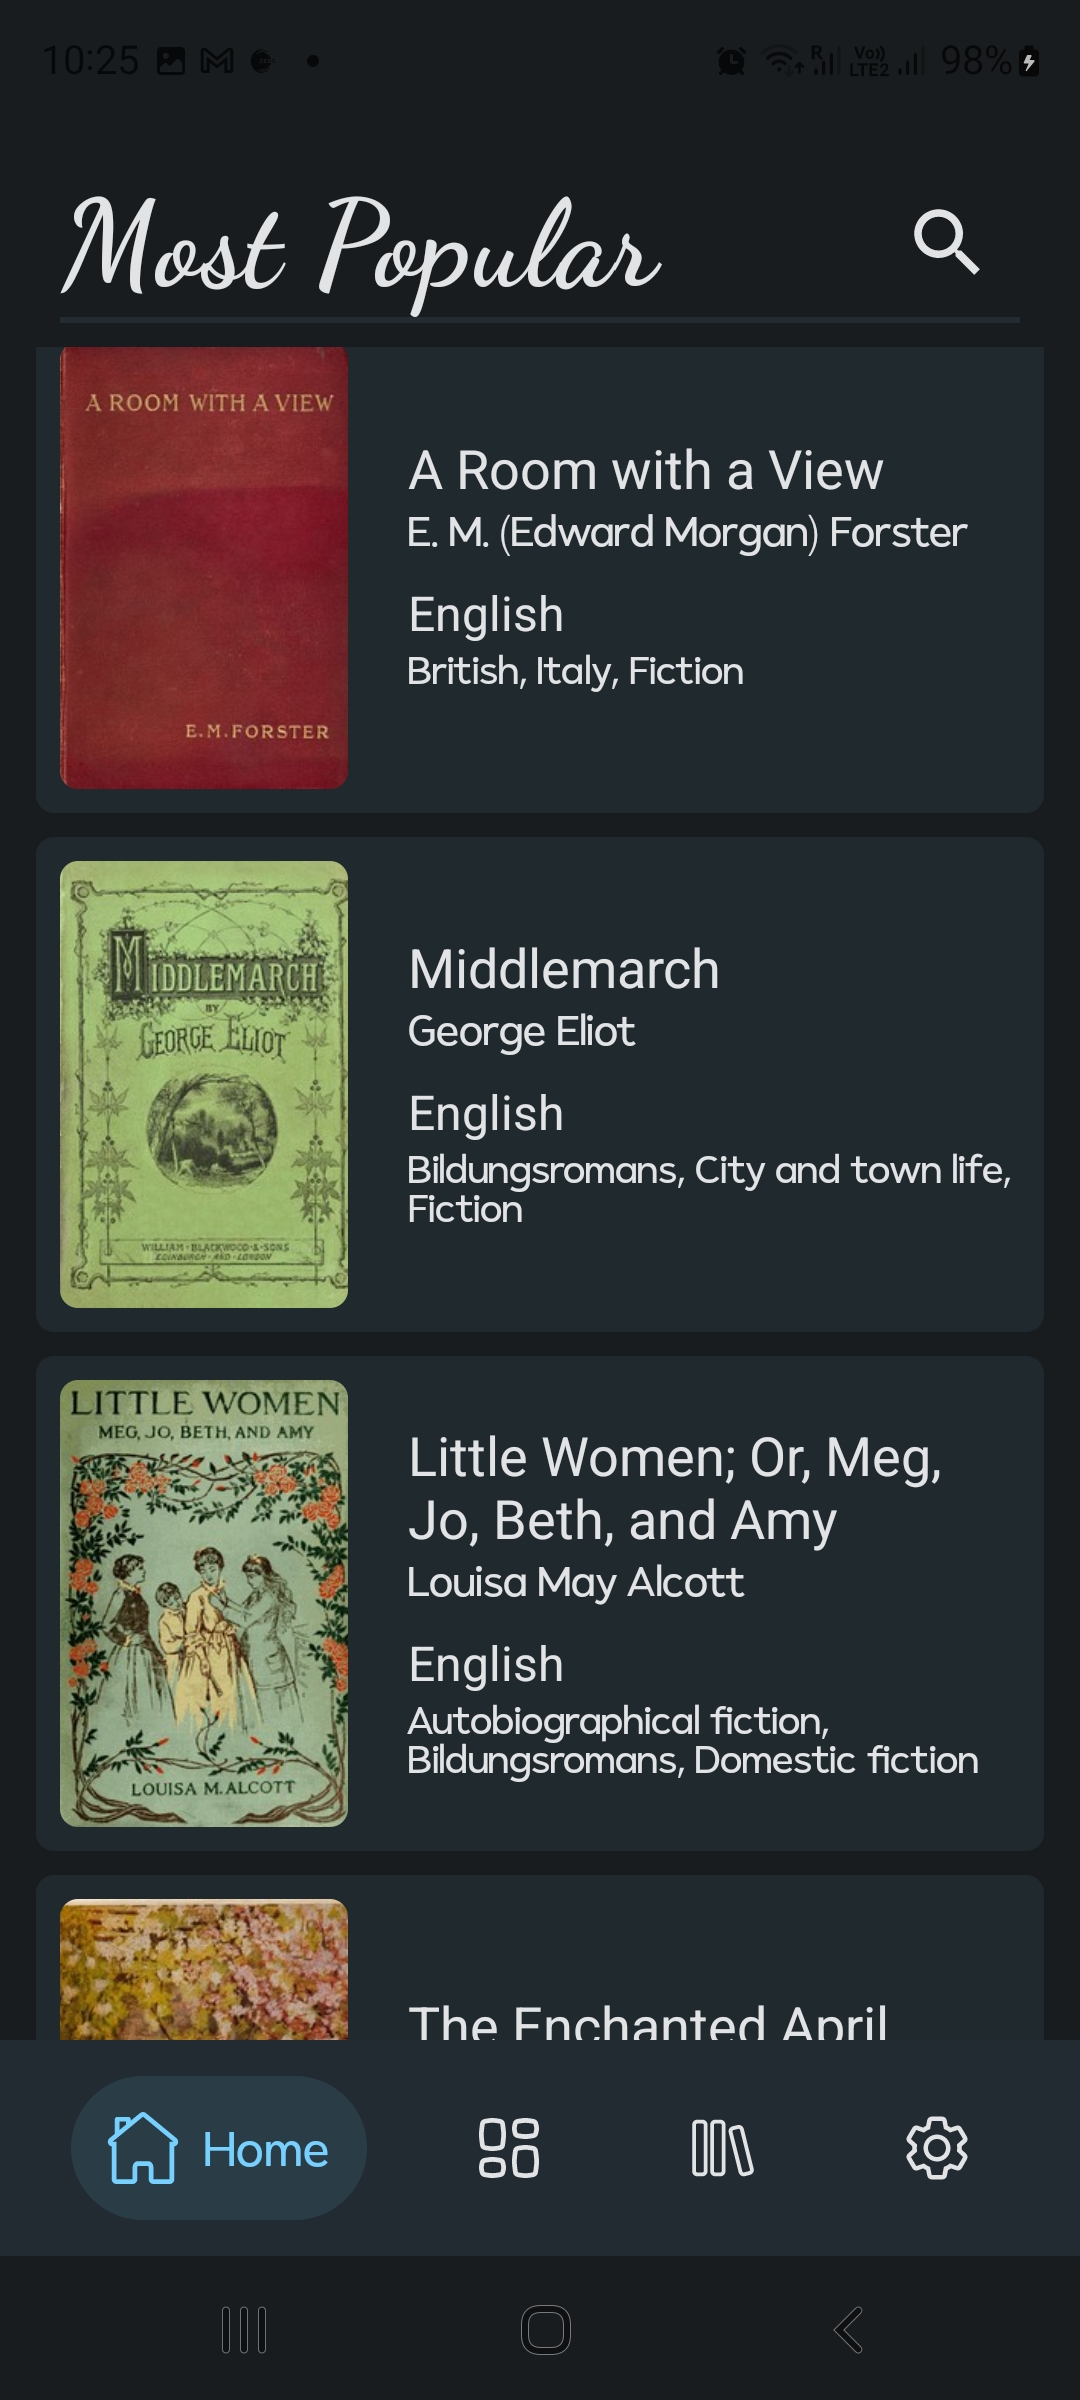 10:25
R Vo)) LTE2 98%
Most Popular
A ROOM WITH A VIEW
E.M.FORSTER
A Room with a View
E. M. (Edward Morgan) Forster
English
British, Italy, Fiction
MIDDLEMARCH
BY
GEORGE ELIOT
WILLIAM·BLACKWOOD·&·SONS
EDINBURGH·AND·LONDON
Middlemarch
George Eliot
English
Bildungsromans, City and town life,
Fiction
LITTLE WOMEN
MEG, JO, BETH, AND AMY
LOUISA M. ALCOTT
Little Women; Or, Meg,
Jo, Beth, and Amy
Louisa May Alcott
English
Autobiographical fiction,
Bildungsromans, Domestic fiction
The Enchanted April
Home